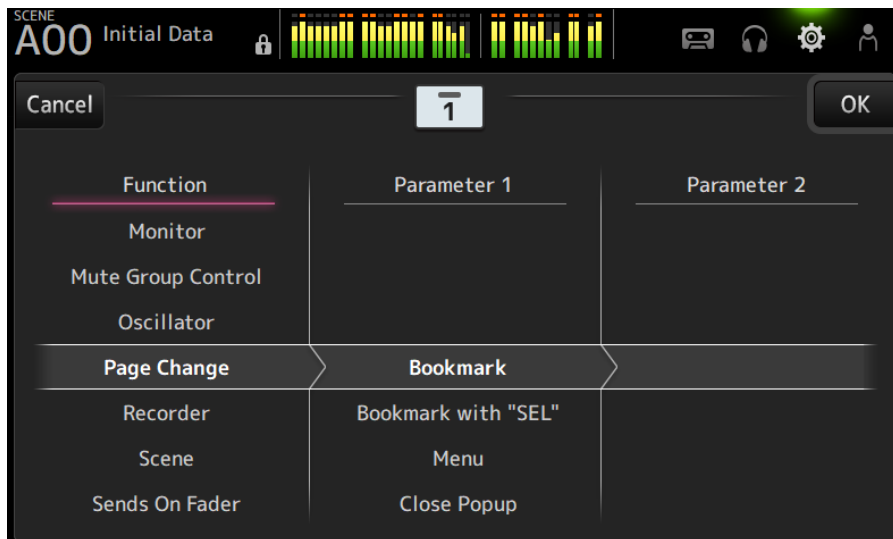 SCENE
A00 Initial Data
Cancel
1
OK
Function Parameter 1 Parameter 2
Monitor
Mute Group Control
Oscillator
Page Change Bookmark
Recorder Bookmark with "SEL"
Scene Menu
Sends On Fader Close Popup